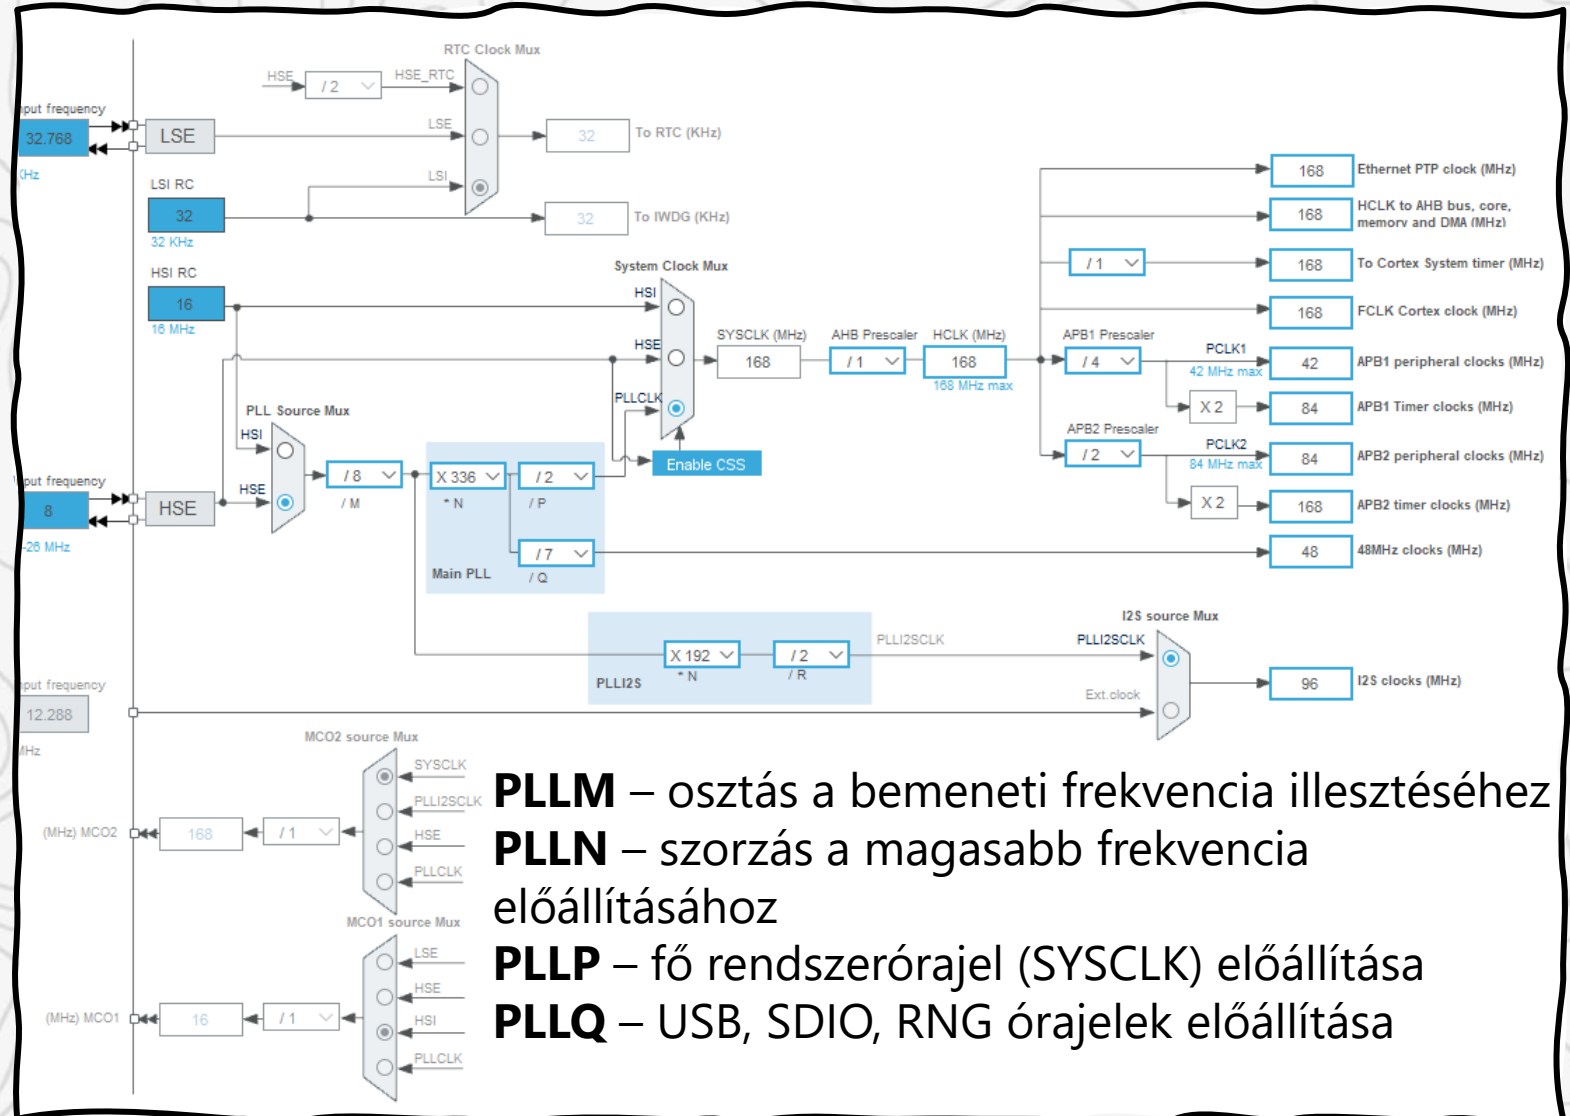 RTC Clock Mux
HSE
/ 2
HSE_RTC
put frequency
32.768
KHz
LSE
LSE
32
To RTC (KHz)
LSI RC
LSI
32
32 KHz
32
To IWDG (KHz)
HSI RC
16
16 MHz
System Clock Mux
HSI
HSE
PLLCLK
Enable CSS
SYSCLK (MHz)
168
AHB Prescaler
/ 1
HCLK (MHz)
168
168 MHz max
168
Ethernet PTP clock (MHz)
168
HCLK to AHB bus, core,
memory and DMA (MHz)
/ 1
168
To Cortex System timer (MHz)
168
FCLK Cortex clock (MHz)
APB1 Prescaler
/ 4
PCLK1
42 MHz max
42
APB1 peripheral clocks (MHz)
X 2
84
APB1 Timer clocks (MHz)
APB2 Prescaler
/ 2
PCLK2
84 MHz max
84
APB2 peripheral clocks (MHz)
X 2
168
APB2 timer clocks (MHz)
48
48MHz clocks (MHz)
PLL Source Mux
HSI
HSE
put frequency
8
-26 MHz
HSE
/ 8
/ M
X 336
* N
/ 2
/ P
/ 7
/ Q
Main PLL
PLLI2S
X 192
* N
/ 2
/ R
PLLI2SCLK
I2S source Mux
PLLI2SCLK
Ext.clock
96
I2S clocks (MHz)
put frequency
12.288
MHz
MCO2 source Mux
SYSCLK
PLLI2SCLK
HSE
PLLCLK
(MHz) MCO2
168
/ 1
MCO1 source Mux
LSE
HSE
HSI
PLLCLK
(MHz) MCO1
16
/ 1
PLLM – osztás a bemeneti frekvencia illesztéséhez
PLLN – szorzás a magasabb frekvencia
előállításához
PLLP – fő rendszerórajel (SYSCLK) előállítása
PLLQ – USB, SDIO, RNG órajelek előállítása